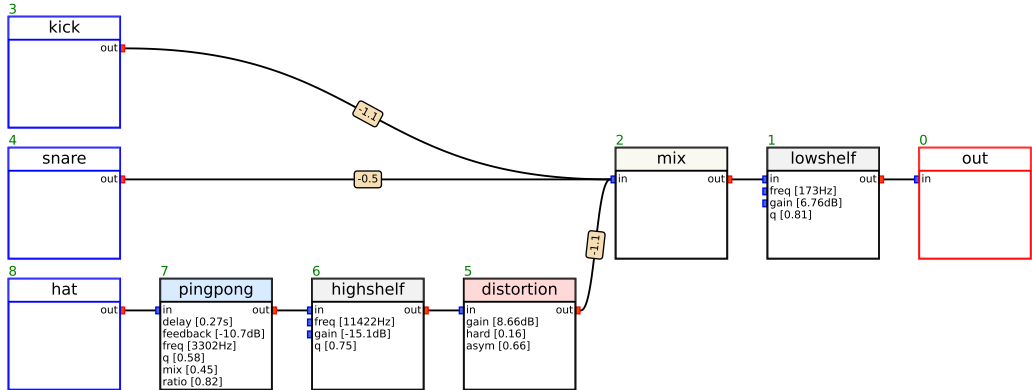 3
kick
out
-1.1
4
snare
out
-0.5
2
mix
in out
1
lowshelf
in out
freq [173Hz]
gain [6.76dB]
q [0.81]
0
out
in
-1.1
8
hat
out
7
pingpong
in out
delay [0.27s]
feedback [-10.7dB]
freq [3302Hz]
q [0.58]
mix [0.45]
ratio [0.82]
6
highshelf
in out
freq [11422Hz]
gain [-15.1dB]
q [0.75]
5
distortion
in out
gain [8.66dB]
hard [0.16]
asym [0.66]